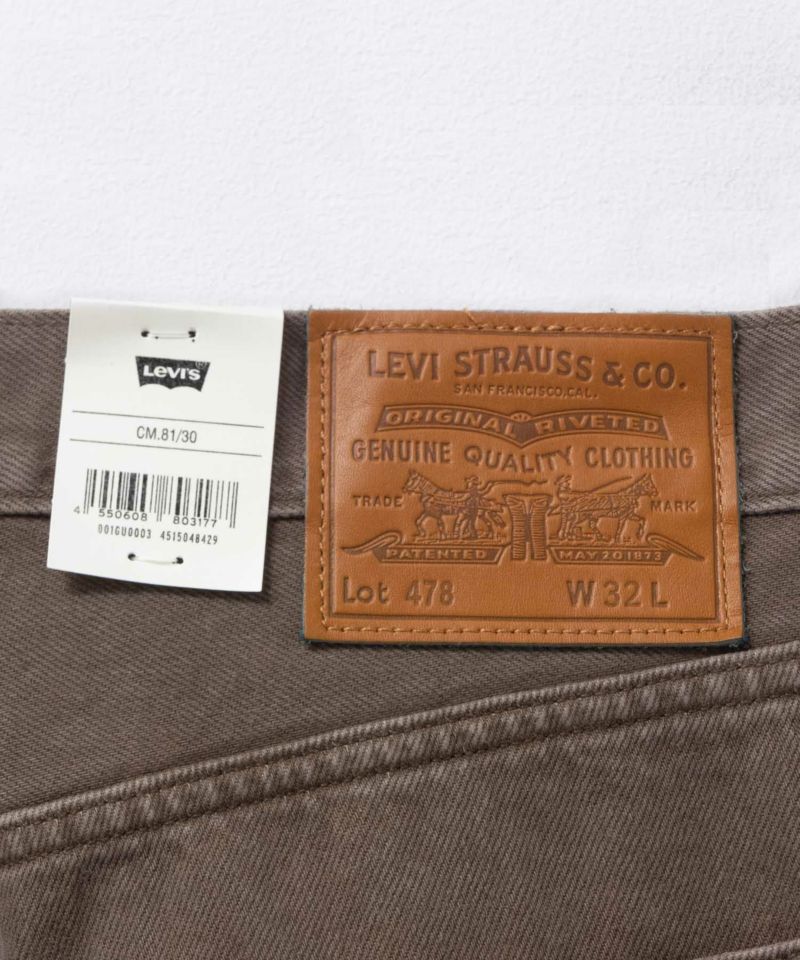 LEVI'S
CM.81/30
4 550608 803177
001GU0003 4515048429
LEVI STRAUSS & CO.
SAN FRANCISCO, CAL.
ORIGINAL RIVETED
GENUINE QUALITY CLOTHING
TRADE MARK
PATENTED MAY 20 1873
Lot 478 W 32 L